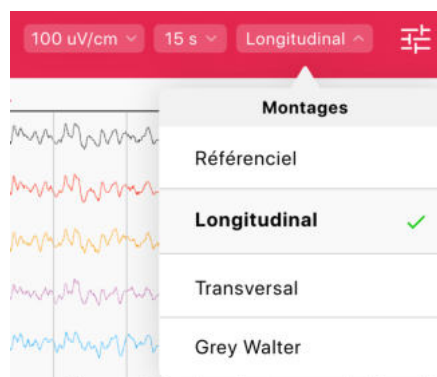 100 uV/cm 15 s Longitudinal
Montages
Référenciel
Longitudinal
Transversal
Grey Walter